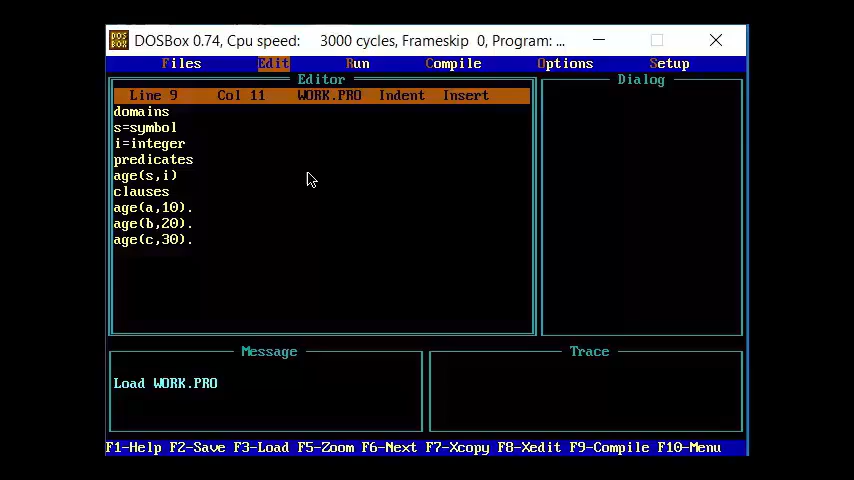 DOS BOX
DOSBox 0.74, Cpu speed: 3000 cycles, Frameskip 0, Program: ...
Files Edit Run Compile Options Setup
Editor
Dialog
Line 9 Col 11 WORK.PRO Indent Insert
domains
s=symbol
i=integer
predicates
age(s,i)
clauses
age(a,10).
age(b,20).
age(c,30).
Message
Trace
Load WORK.PRO
F1-Help F2-Save F3-Load F5-Zoom F6-Next F7-Xcopy F8-Xedit F9-Compile F10-Menu